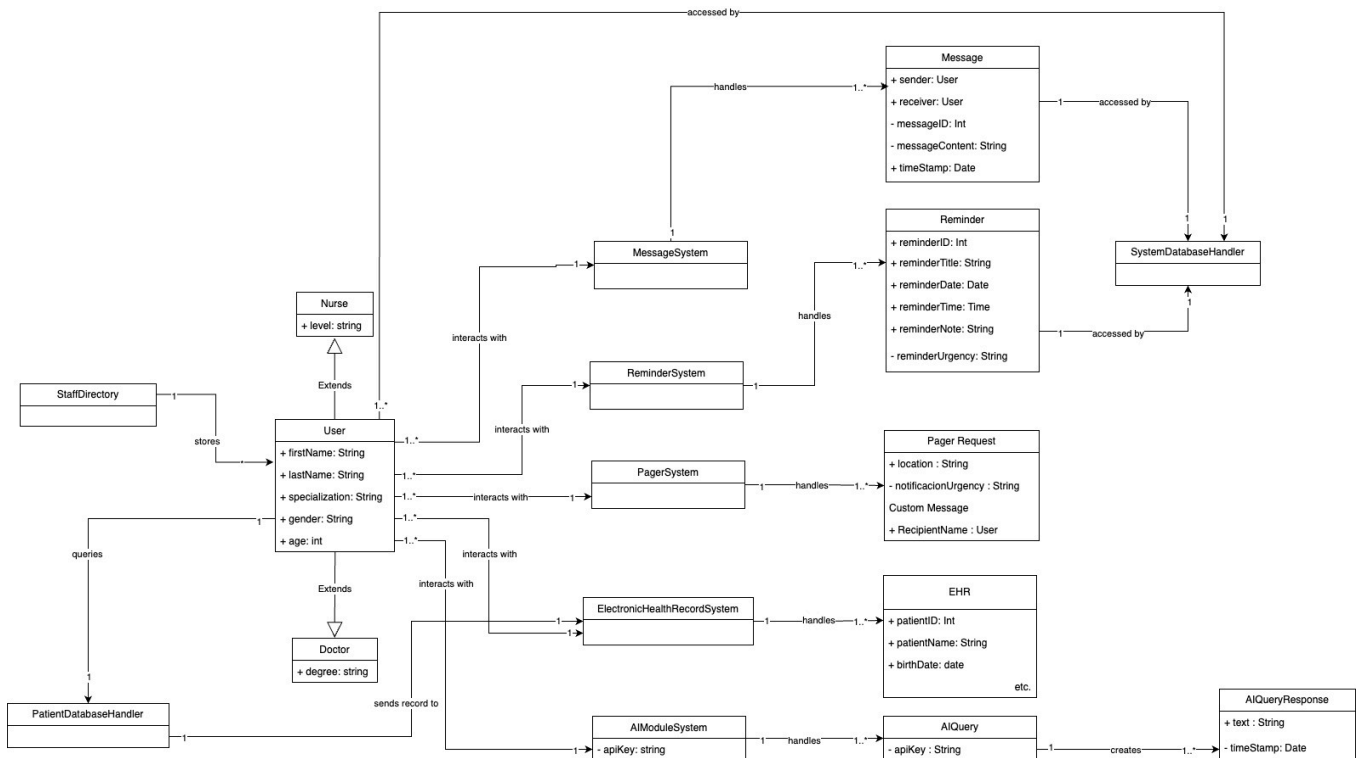 accessed by
Message
+ sender: User
+ receiver: User
- messageID: Int
- messageContent: String
+ timeStamp: Date
handles
1..*
1
accessed by
1
1
1
Reminder
+ reminderID: Int
+ reminderTitle: String
+ reminderDate: Date
+ reminderTime: Time
+ reminderNote: String
- reminderUrgency: String
1..*
handles
1
accessed by
1
SystemDatabaseHandler
MessageSystem
1
1
interacts with
1..*
Nurse
+ level: string
Extends
1..*
ReminderSystem
1
1
interacts with
1..*
StaffDirectory
1
stores
*
User
+ firstName: String
+ lastName: String
+ specialization: String
+ gender: String
+ age: int
PagerSystem
1..*
interacts with
1
1
handles
1..*
Pager Request
+ location : String
- notificacionUrgency : String
Custom Message
+ RecipientName : User
1
queries
1
1..*
interacts with
1
1..*
interacts with
1
Extends
Doctor
+ degree: string
ElectronicHealthRecordSystem
1
1
handles
1..*
EHR
+ patientID: Int
+ patientName: String
+ birthDate: date
etc.
PatientDatabaseHandler
1
sends record to
AIModuleSystem
- apiKey: string
1
handles
1..*
AIQuery
- apiKey : String
1
creates
1..*
AIQueryResponse
+ text : String
- timeStamp: Date